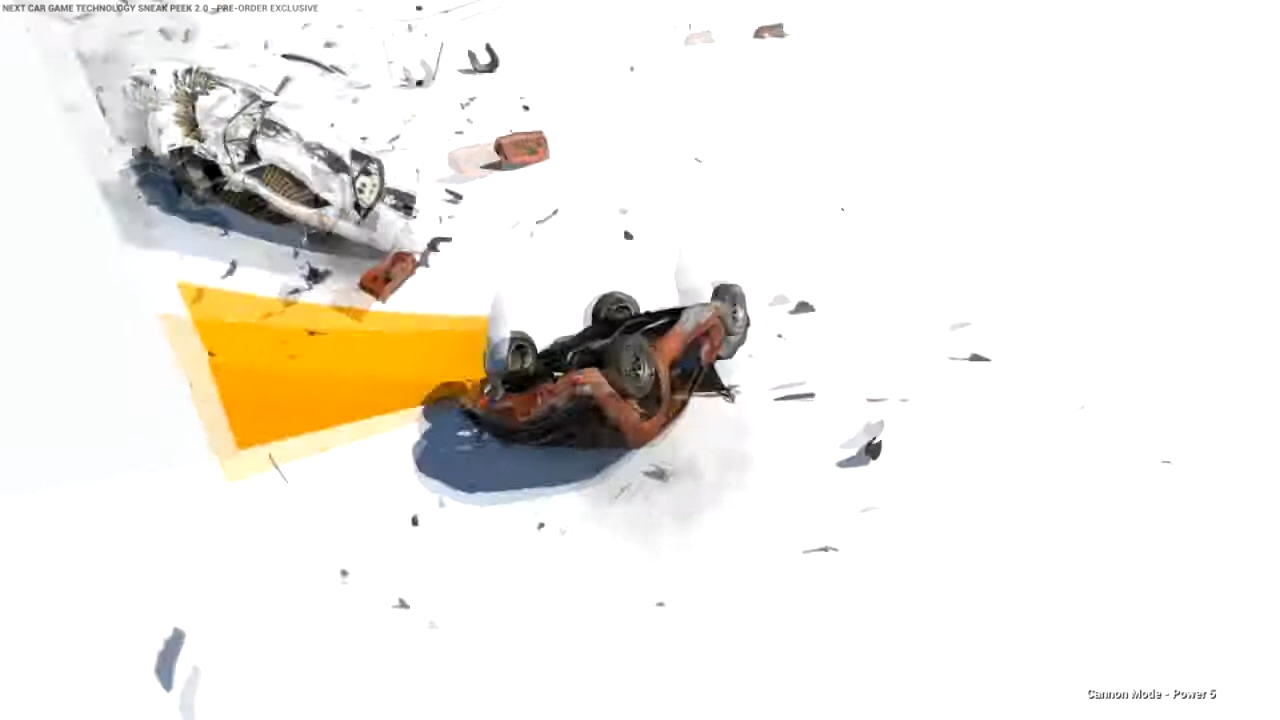 NEXT CAR GAME TECHNOLOGY SNEAK PEEK 2.0 - PRE-ORDER EXCLUSIVE
Cannon Mode - Power 5